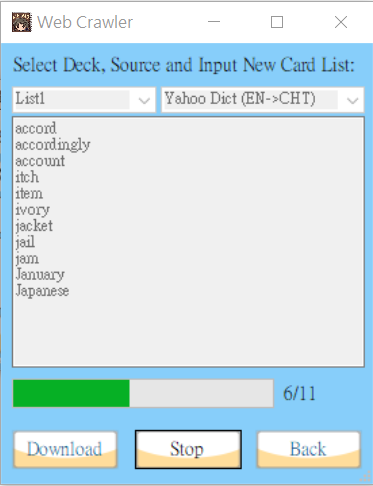 Web Crawler
Select Deck, Source and Input New Card List:
List1
Yahoo Dict (EN->CHT)
accord
accordingly
account
itch
item
ivory
jacket
jail
jam
January
Japanese
6/11
Download
Stop
Back